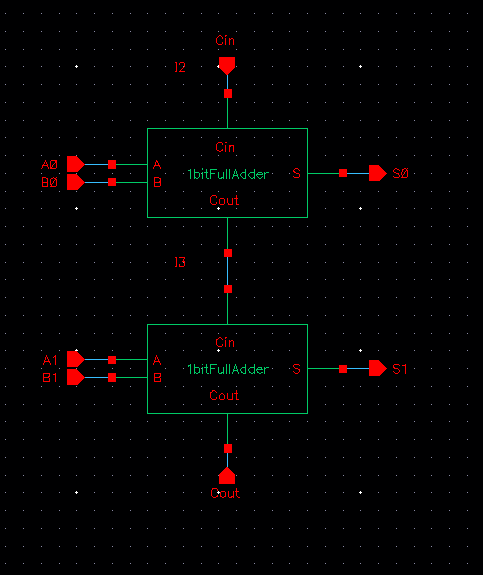 Cin
I2
Cin
A0 A 1bitFullAdder S S0
B0 B
Cout
I3
Cin
A1 A 1bitFullAdder S S1
B1 B
Cout
Cout